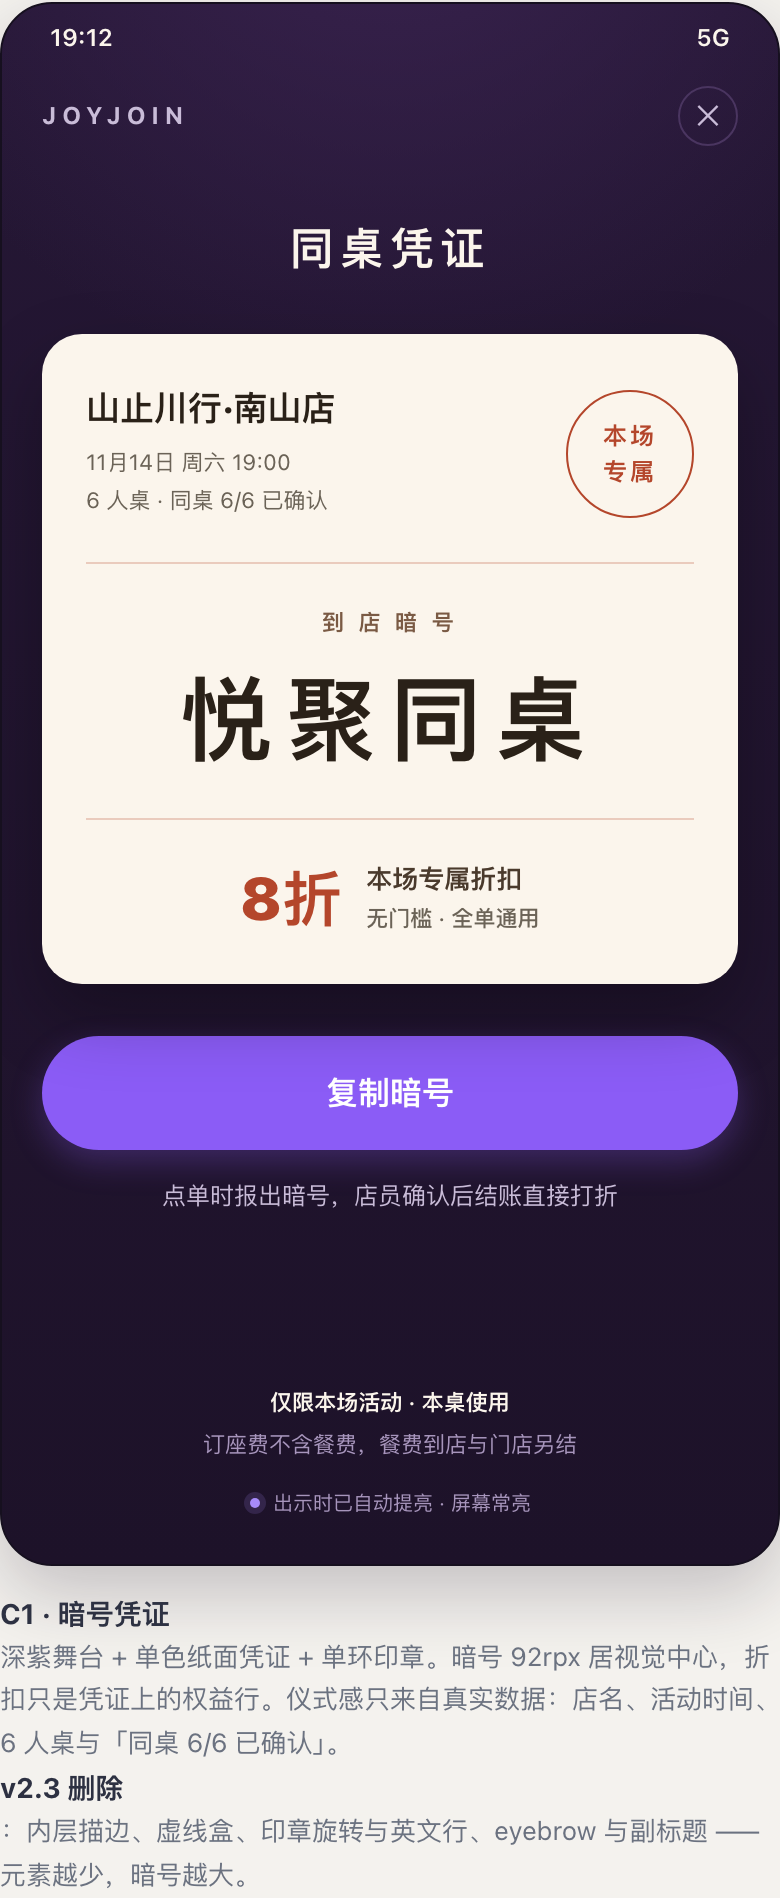 19:12
5G
JOYJOIN
同桌凭证
山止川行·南山店
11月14日 周六 19:00
6 人桌 · 同桌 6/6 已确认
本场
专属
到店暗号
悦聚同桌
8折
本场专属折扣
无门槛 · 全单通用
复制暗号
点单时报出暗号，店员确认后结账直接打折
仅限本场活动 · 本桌使用
订座费不含餐费，餐费到店与门店另结
出示时已自动提亮 · 屏幕常亮
C1 · 暗号凭证
深紫舞台 + 单色纸面凭证 + 单环印章。暗号 92rpx 居视觉中心，折
扣只是凭证上的权益行。仪式感只来自真实数据：店名、活动时间、
6 人桌与「同桌 6/6 已确认」。
v2.3 删除
：内层描边、虚线盒、印章旋转与英文行、eyebrow 与副标题 ——
元素越少，暗号越大。